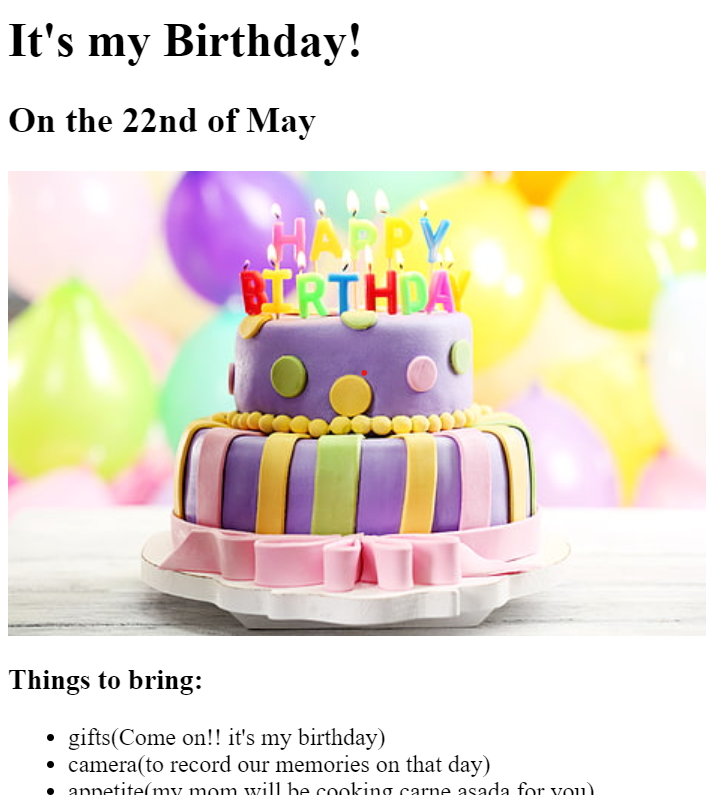 It's my Birthday!
On the 22nd of May
HAPPY
BIRTHDAY
Things to bring:
gifts(Come on!! it's my birthday)
camera(to record our memories on that day)
appetite(my mom will be cooking carne asada for you)